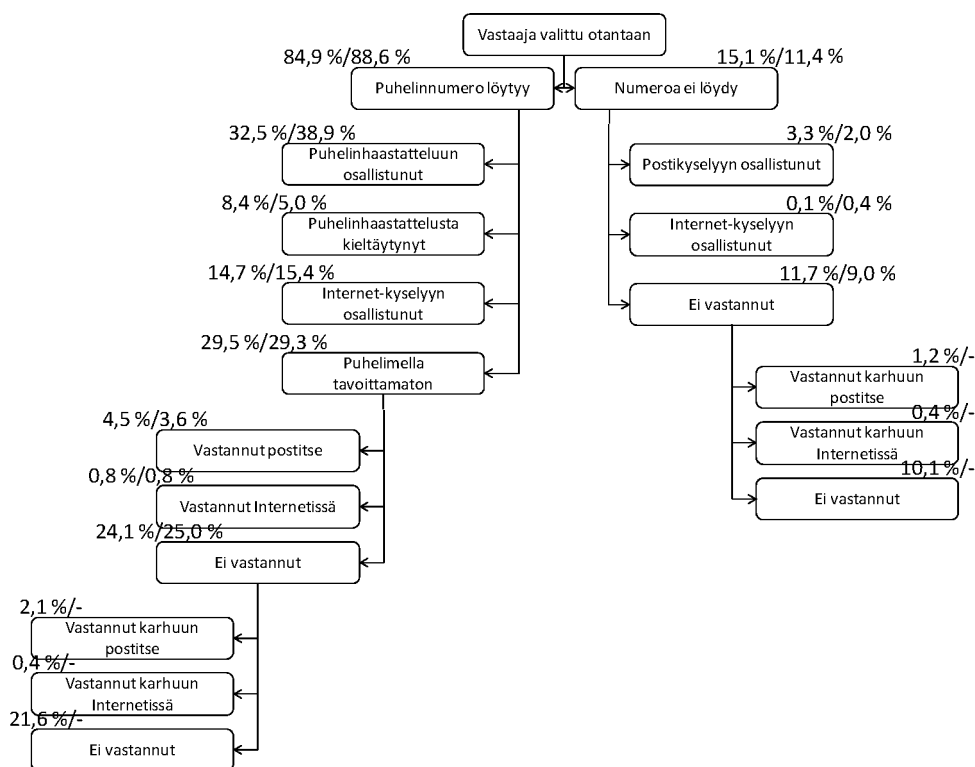 Vastaaja valittu otantaan
84,9 %/88,6 %
Puhelinnumero löytyy
15,1 %/11,4 %
Numeroa ei löydy
32,5 %/38,9 %
Puhelinhaastatteluun
osallistunut
8,4 %/5,0 %
Puhelinhaastattelusta
kieltäytynyt
14,7 %/15,4 %
Internet-kyselyyn
osallistunut
29,5 %/29,3 %
Puhelimella
tavoittamaton
4,5 %/3,6 %
Vastannut postitse
0,8 %/0,8 %
Vastannut Internetissä
24,1 %/25,0 %
Ei vastannut
2,1 %/-
Vastannut karhuun
postitse
0,4 %/-
Vastannut karhuun
Internetissä
21,6 %/-
Ei vastannut
3,3 %/2,0 %
Postikyselyyn osallistunut
0,1 %/0,4 %
Internet-kyselyyn
osallistunut
11,7 %/9,0 %
Ei vastannut
1,2 %/-
Vastannut karhuun
postitse
0,4 %/-
Vastannut karhuun
Internetissä
10,1 %/-
Ei vastannut